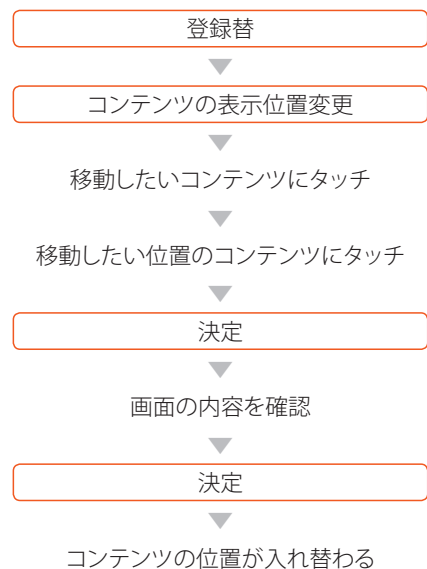 登録替
コンテンツの表示位置変更
移動したいコンテンツにタッチ
移動したい位置のコンテンツにタッチ
決定
画面の内容を確認
決定
コンテンツの位置が入れ替わる